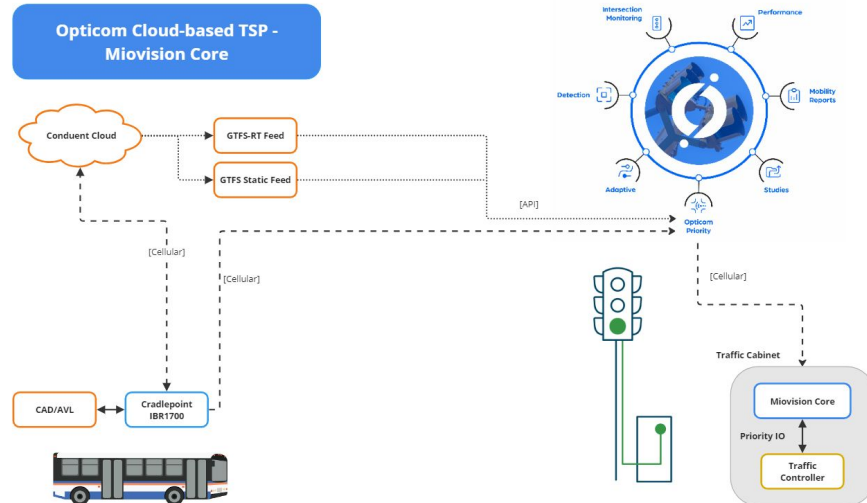 Opticom Cloud-based TSP -
Miovision Core
Intersection
Monitoring
Performance
Detection
Mobility
Reports
Adaptive
Studies
Opticom
Priority
Conduent Cloud
GTFS-RT Feed
GTFS Static Feed
[API]
[Cellular]
[Cellular]
[Cellular]
CAD/AVL
Cradlepoint
IBR1700
Traffic Cabinet
Miovision Core
Priority IO
Traffic
Controller